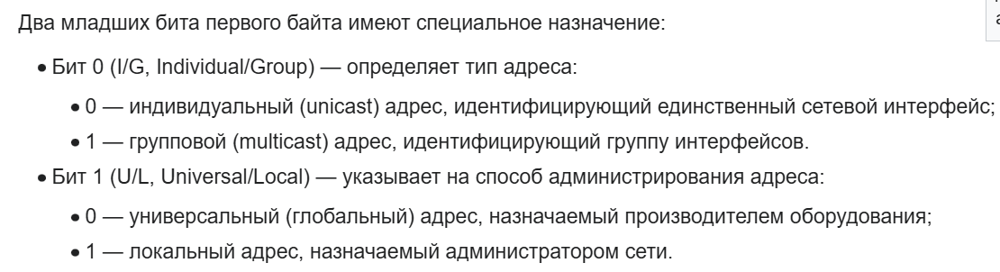 Два младших бита первого байта имеют специальное назначение:
• Бит 0 (I/G, Individual/Group) — определяет тип адреса:
• 0 — индивидуальный (unicast) адрес, идентифицирующий единственный сетевой интерфейс;
• 1 — групповой (multicast) адрес, идентифицирующий группу интерфейсов.
• Бит 1 (U/L, Universal/Local) — указывает на способ администрирования адреса:
• 0 — универсальный (глобальный) адрес, назначаемый производителем оборудования;
• 1 — локальный адрес, назначаемый администратором сети.